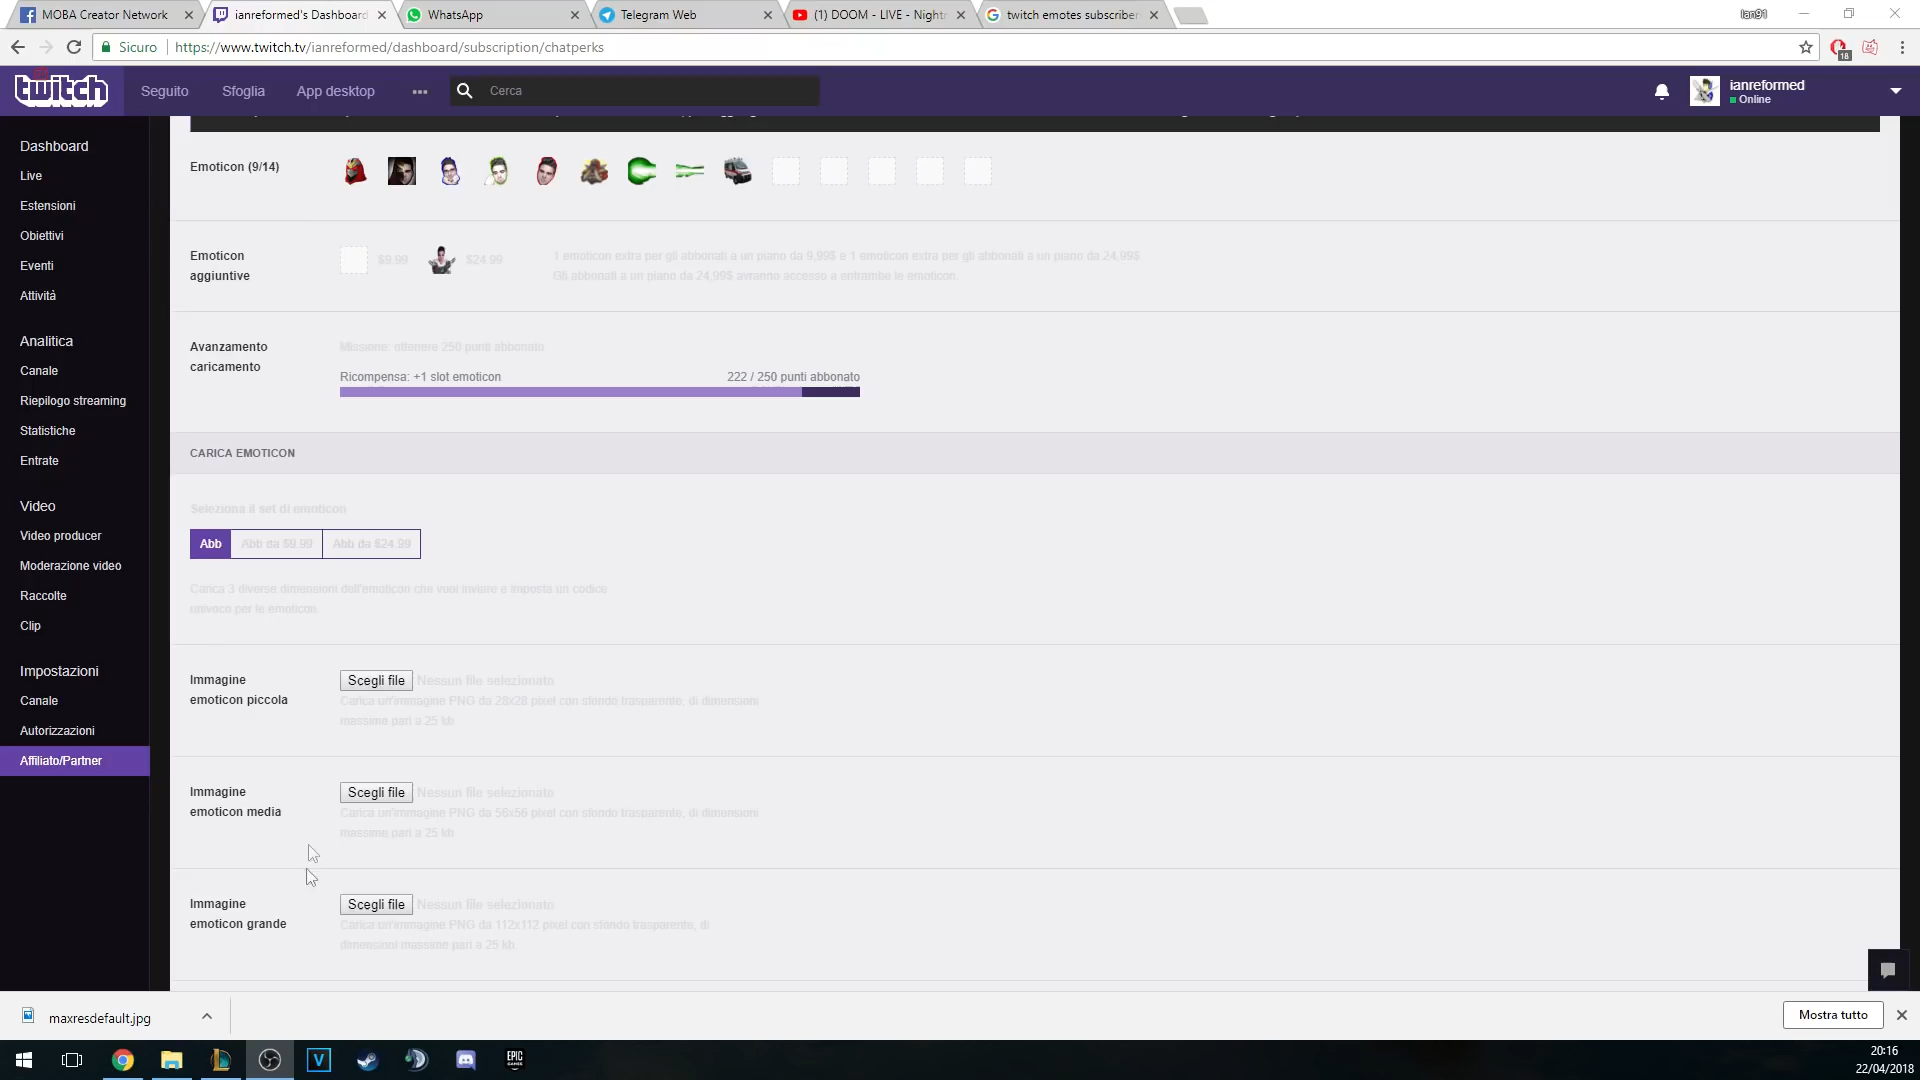 MOBA Creator Network
ianreformed's Dashboard
WhatsApp
Telegram Web
(1) DOOM - LIVE - Nightm
twitch emotes subscriber
Ian91
Sicuro
https://www.twitch.tv/ianreformed/dashboard/subscription/chatperks
18
twitch
Seguito
Sfoglia
App desktop
Cerca
ianreformed
Online
Dashboard
Live
Estensioni
Obiettivi
Eventi
Attività
Analitica
Canale
Riepilogo streaming
Statistiche
Entrate
Video
Video producer
Moderazione video
Raccolte
Clip
Impostazioni
Canale
Autorizzazioni
Affiliato/Partner
Emoticon (9/14)
Emoticon
aggiuntive
$9.99
$24.99
1 emoticon extra per gli abbonati a un piano da 9,99$ e 1 emoticon extra per gli abbonati a un piano da 24,99$.
Gli abbonati a un piano da 24,99$ avranno accesso a entrambe le emoticon.
Avanzamento
caricamento
Missione: ottenere 250 punti abbonato
Ricompensa: +1 slot emoticon
222 / 250 punti abbonato
CARICA EMOTICON
Seleziona il set di emoticon
Abb
Abb da $9.99
Abb da $24.99
Carica 3 diverse dimensioni dell'emoticon che vuoi inviare e imposta un codice
univoco per le emoticon.
Immagine
emoticon piccola
Scegli file
Nessun file selezionato
Carica un'immagine PNG da 28x28 pixel con sfondo trasparente, di dimensioni
massime pari a 25 kb
Immagine
emoticon media
Scegli file
Nessun file selezionato
Carica un'immagine PNG da 56x56 pixel con sfondo trasparente, di dimensioni
massime pari a 25 kb
Immagine
emoticon grande
Scegli file
Nessun file selezionato
Carica un'immagine PNG da 112x112 pixel con sfondo trasparente, di
dimensioni massime pari a 25 kb
maxresdefault.jpg
Mostra tutto
EPIC
GAMES
20:16
22/04/2018